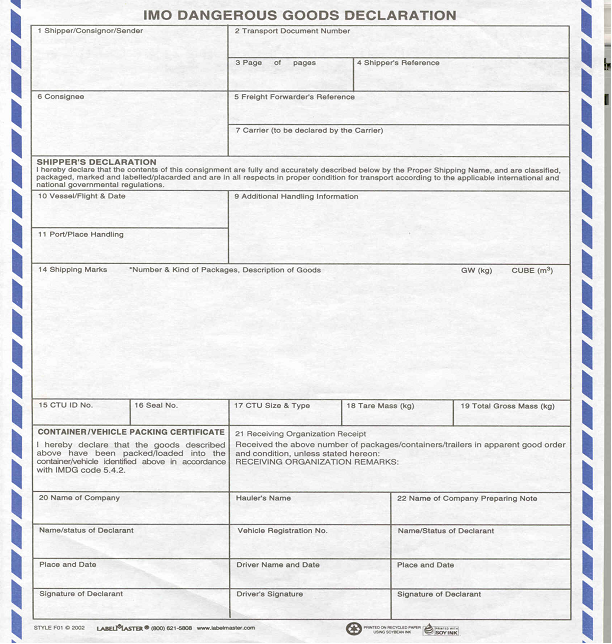 IMO DANGEROUS GOODS DECLARATION
1 Shipper/Consignor/Sender
2 Transport Document Number
3 Page of pages
4 Shipper's Reference
6 Consignee
5 Freight Forwarder's Reference
7 Carrier (to be declared by the Carrier)
SHIPPER'S DECLARATION
I hereby declare that the contents of this consignment are fully and accurately described below by the Proper Shipping Name, and are classified,
packaged, marked and labelled/placarded and are in all respects in proper condition for transport according to the applicable international and
national governmental regulations.
10 Vessel/Flight & Date
9 Additional Handling Information
11 Port/Place Handling
14 Shipping Marks *Number & Kind of Packages, Description of Goods GW (kg) CUBE (m³)
15 CTU ID No.
16 Seal No.
17 CTU Size & Type
18 Tare Mass (kg)
19 Total Gross Mass (kg)
CONTAINER/VEHICLE PACKING CERTIFICATE
I hereby declare that the goods described
above have been packed/loaded into the
container/vehicle identified above in accordance
with IMDG code 5.4.2.
21 Receiving Organization Receipt
Received the above number of packages/containers/trailers in apparent good order
and condition, unless stated hereon:
RECEIVING ORGANIZATION REMARKS:
20 Name of Company
Hauler's Name
22 Name of Company Preparing Note
Name/status of Declarant
Vehicle Registration No.
Name/Status of Declarant
Place and Date
Driver Name and Date
Place and Date
Signature of Declarant
Driver's Signature
Signature of Declarant
STYLE F01 © 2002 LABELMASTER ® (800) 621-5808 www.labelmaster.com
PRINTED ON RECYCLED PAPER
USING SOYBEAN INK
PRINTED WITH
SOY INK